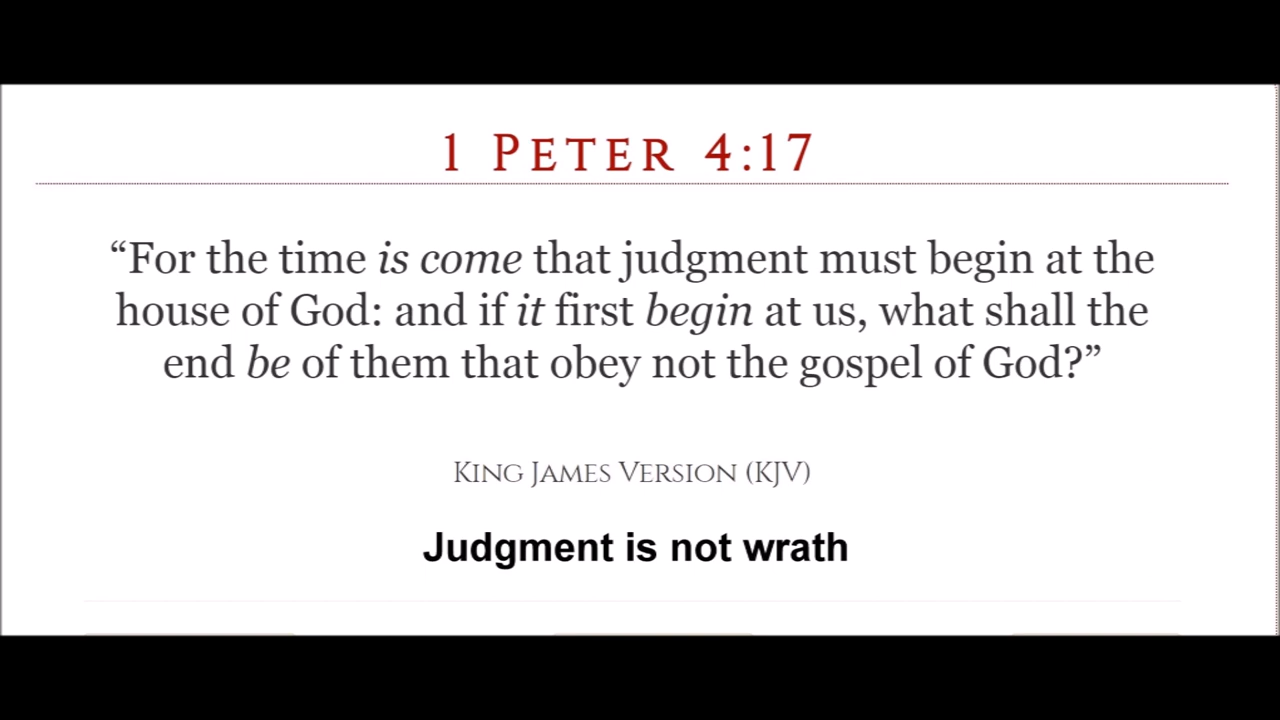 1 PETER 4:17
“For the time is come that judgment must begin at the
house of God: and if it first begin at us, what shall the
end be of them that obey not the gospel of God?”
KING JAMES VERSION (KJV)
Judgment is not wrath